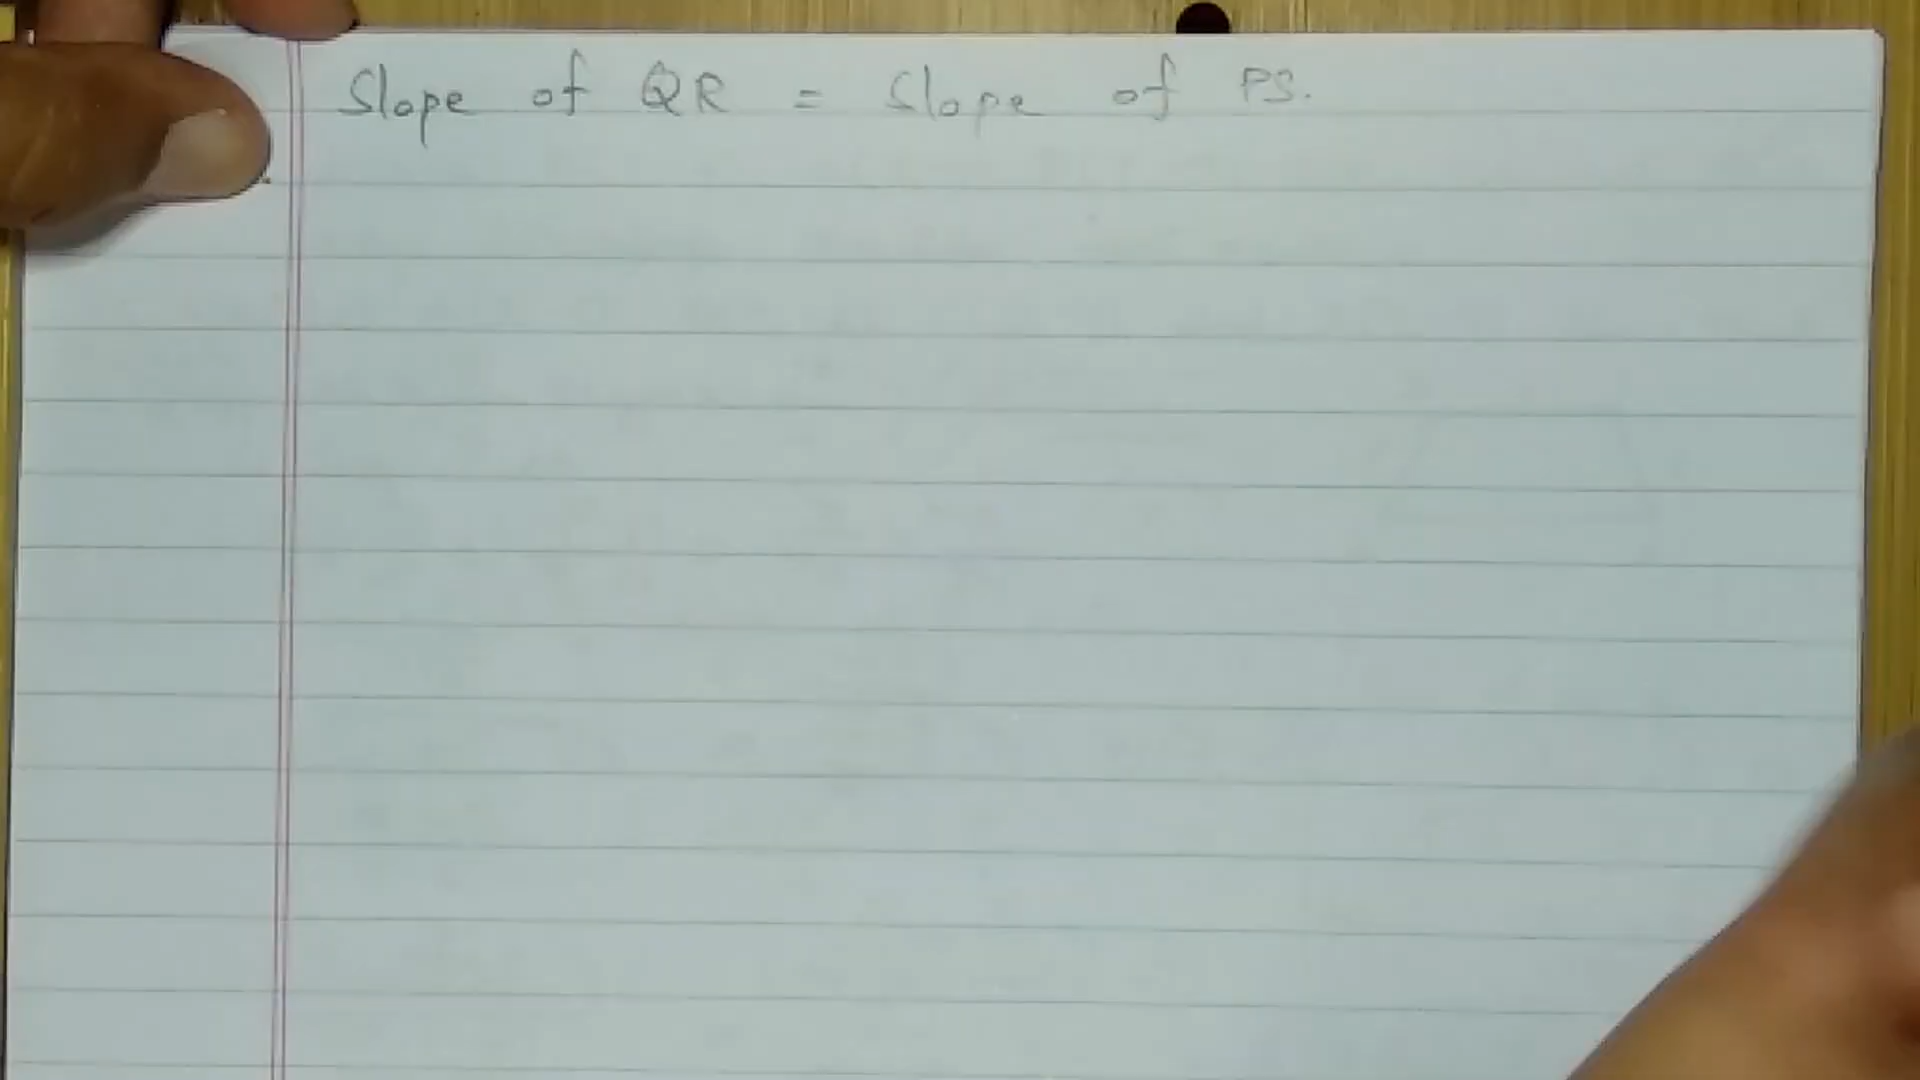 Slope of QR = Slope of PS.